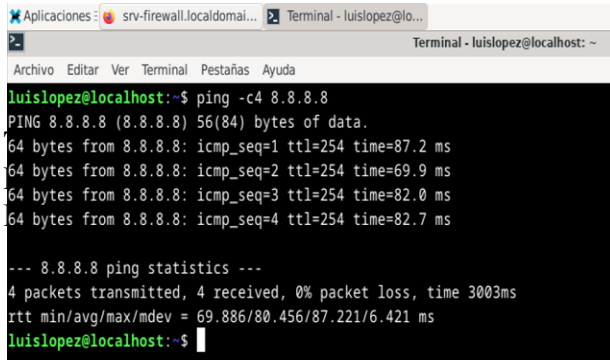 Aplicaciones srv-firewall.localdomai... Terminal - luislopez@lo...
Terminal - luislopez@localhost: ~
Archivo Editar Ver Terminal Pestañas Ayuda
luislopez@localhost:~$ ping -c4 8.8.8.8
PING 8.8.8.8 (8.8.8.8) 56(84) bytes of data.
64 bytes from 8.8.8.8: icmp_seq=1 ttl=254 time=87.2 ms
64 bytes from 8.8.8.8: icmp_seq=2 ttl=254 time=69.9 ms
64 bytes from 8.8.8.8: icmp_seq=3 ttl=254 time=82.0 ms
64 bytes from 8.8.8.8: icmp_seq=4 ttl=254 time=82.7 ms
--- 8.8.8.8 ping statistics ---
4 packets transmitted, 4 received, 0% packet loss, time 3003ms
rtt min/avg/max/mdev = 69.886/80.456/87.221/6.421 ms
luislopez@localhost:~$